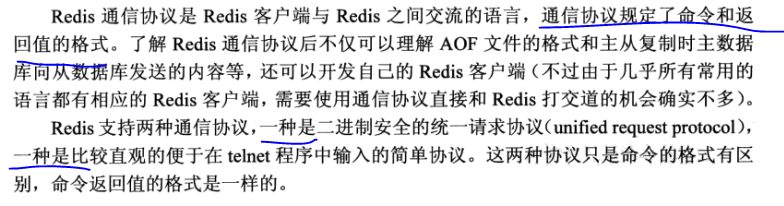 Redis 通信协议是 Redis 客户端与 Redis 之间交流的语言，通信协议规定了命令和返
回值的格式。了解 Redis 通信协议后不仅可以理解 AOF 文件的格式和主从复制时主数据
库向从数据库发送的内容等，还可以开发自己的 Redis 客户端（不过由于几乎所有常用的
语言都有相应的 Redis 客户端，需要使用通信协议直接和 Redis 打交道的机会确实不多）。
Redis 支持两种通信协议，一种是二进制安全的统一请求协议（unified request protocol），
一种是比较直观的便于在 telnet 程序中输入的简单协议。这两种协议只是命令的格式有区
别，命令返回值的格式是一样的。